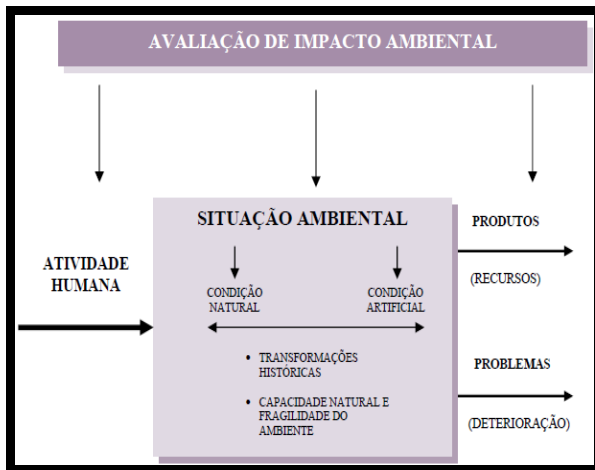 AVALIAÇÃO DE IMPACTO AMBIENTAL
ATIVIDADE
HUMANA
SITUAÇÃO AMBIENTAL
CONDIÇÃO
NATURAL
CONDIÇÃO
ARTIFICIAL
• TRANSFORMAÇÕES
HISTÓRICAS
• CAPACIDADE NATURAL E
FRAGILIDADE DO
AMBIENTE
PRODUTOS
(RECURSOS)
PROBLEMAS
(DETERIORAÇÃO)